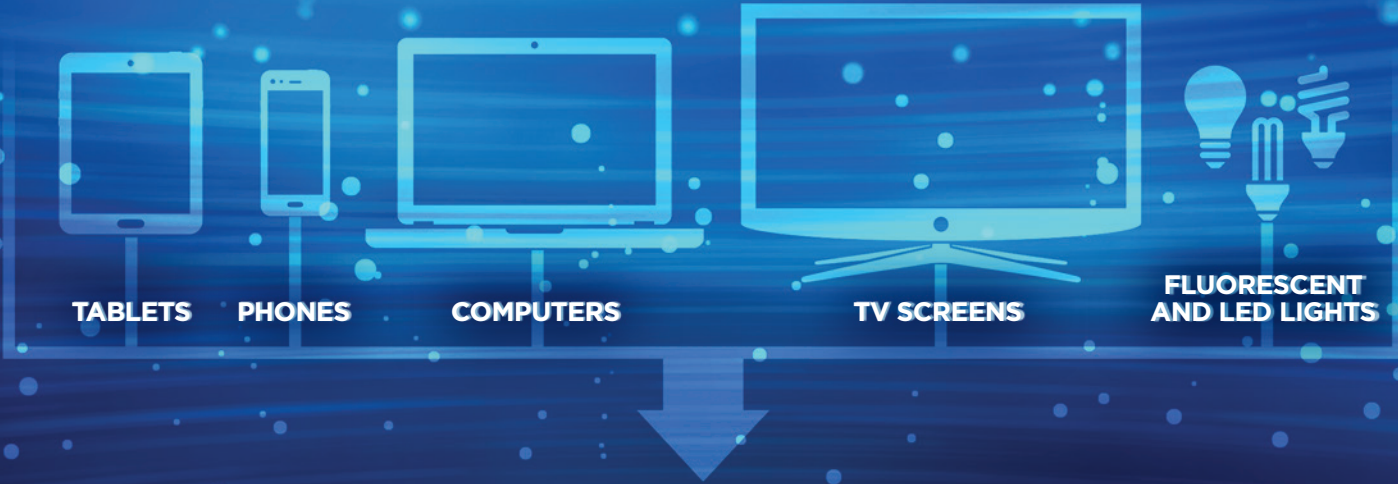 TABLETS
PHONES
COMPUTERS
TV SCREENS
FLUORESCENT
AND LED LIGHTS